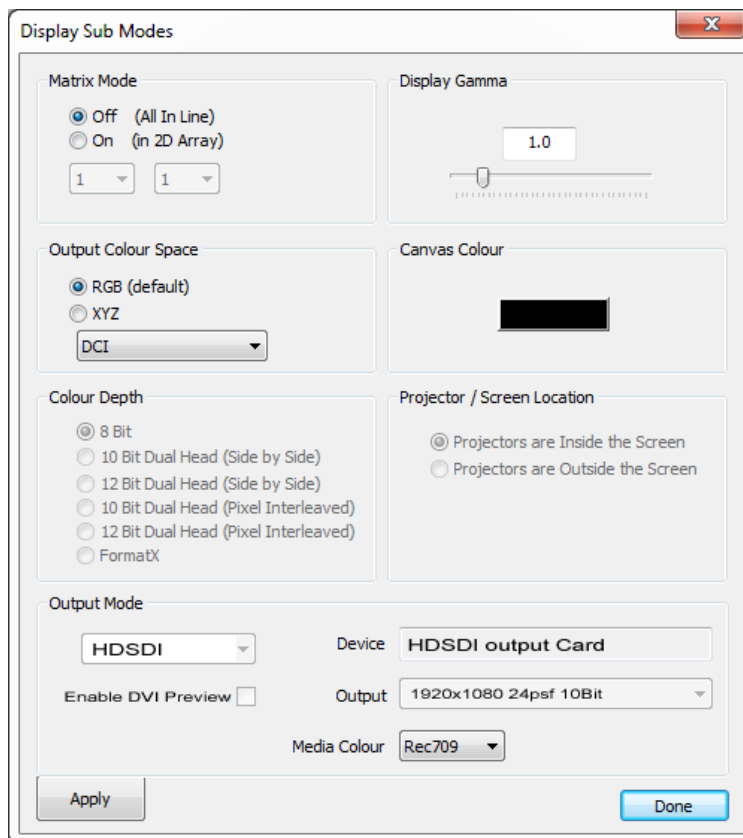 Display Sub Modes
Matrix Mode
Off (All In Line)
On (in 2D Array)
1 1
Display Gamma
1.0
Output Colour Space
RGB (default)
XYZ
DCI
Canvas Colour
Colour Depth
8 Bit
10 Bit Dual Head (Side by Side)
12 Bit Dual Head (Side by Side)
10 Bit Dual Head (Pixel Interleaved)
12 Bit Dual Head (Pixel Interleaved)
FormatX
Projector / Screen Location
Projectors are Inside the Screen
Projectors are Outside the Screen
Output Mode
HDSDI
Device HDSDI output Card
Enable DVI Preview
Output 1920x1080 24psf 10Bit
Media Colour Rec709
Apply
Done